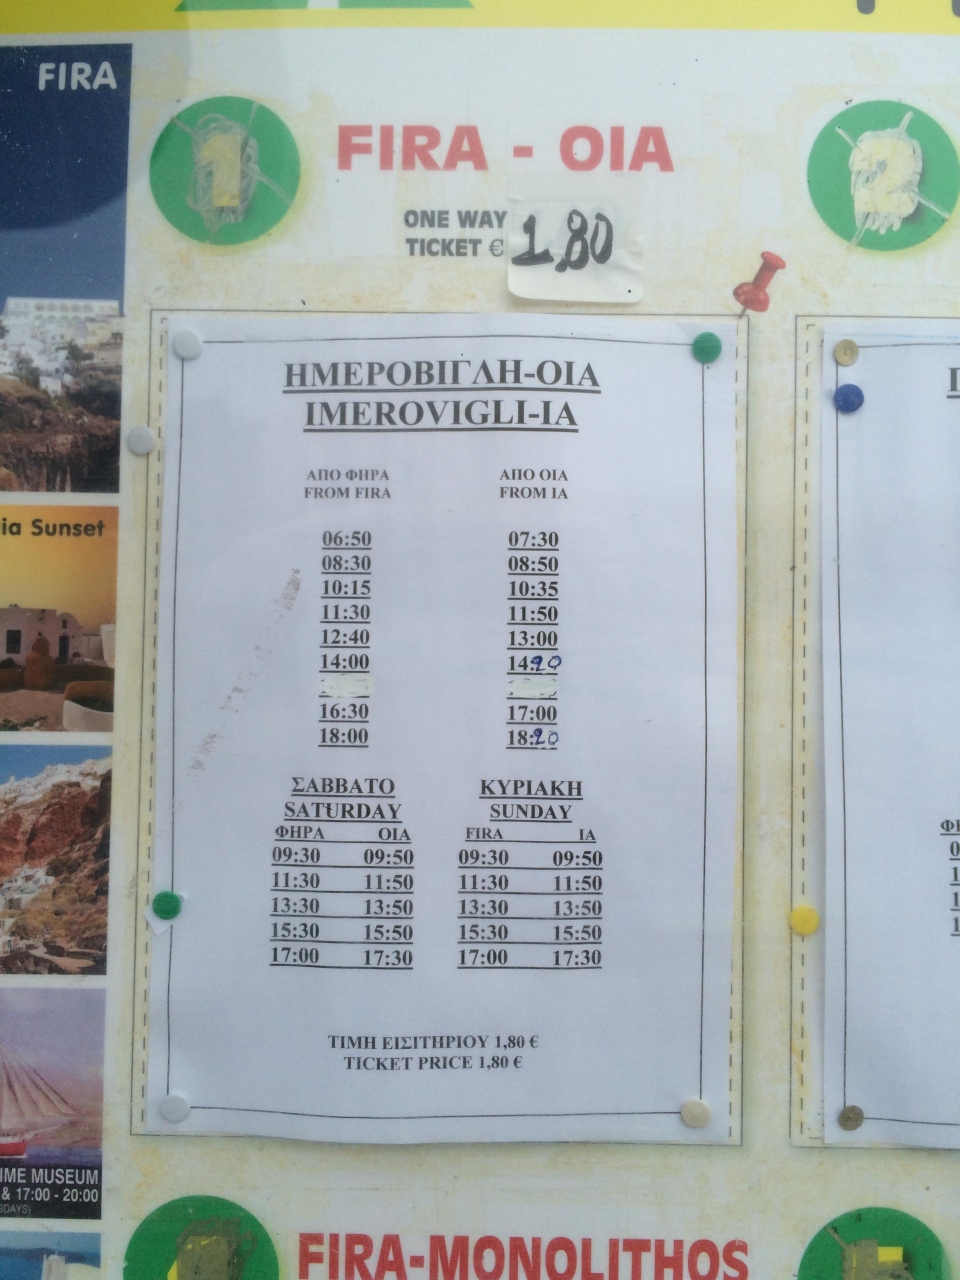 FIRA
FIRA - OIA
ONE WAY
TICKET € 1,80
ΗΜΕΡΟΒΙΓΛΗ-ΟΙΑ
IMEROVIGLI-IA
ΑΠΟ ΦΗΡΑ ΑΠΟ ΟΙΑ
FROM FIRA FROM IA
06:50 07:30
08:30 08:50
10:15 10:35
11:30 11:50
12:40 13:00
14:00 14:20
16:30 17:00
18:00 18:20
ΣΑΒΒΑΤΟ ΚΥΡΙΑΚΗ
SATURDAY SUNDAY
ΦΗΡΑ ΟΙΑ FIRA IA
09:30 09:50 09:30 09:50
11:30 11:50 11:30 11:50
13:30 13:50 13:30 13:50
15:30 15:50 15:30 15:50
17:00 17:30 17:00 17:30
ΤΙΜΗ ΕΙΣΙΤΗΡΙΟΥ 1,80 €
TICKET PRICE 1,80 €
Sunset
MUSEUM
& 17:00 - 20:00
FIRA-MONOLITHOS